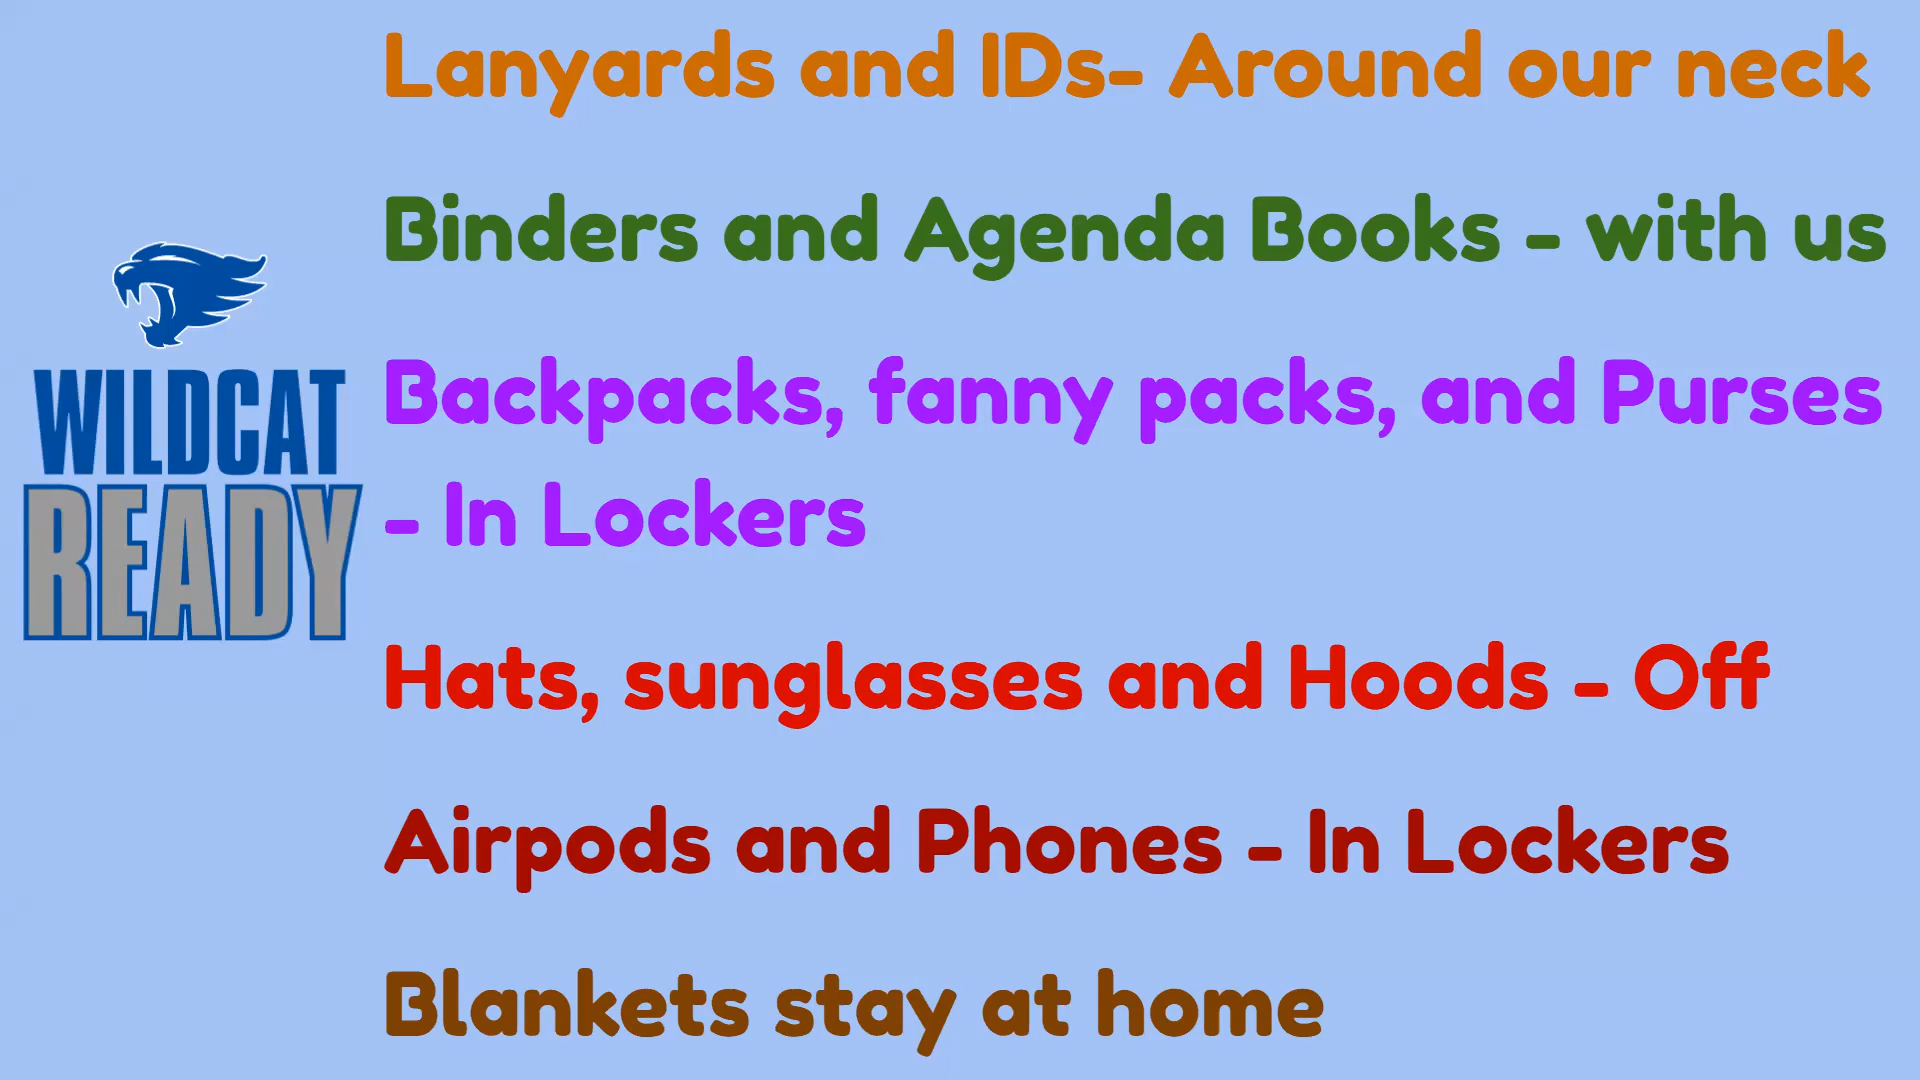 Lanyards and IDs- Around our neck
Binders and Agenda Books - with us
WILDCAT
READY
Backpacks, fanny packs, and Purses
- In Lockers
Hats, sunglasses and Hoods - Off
Airpods and Phones - In Lockers
Blankets stay at home